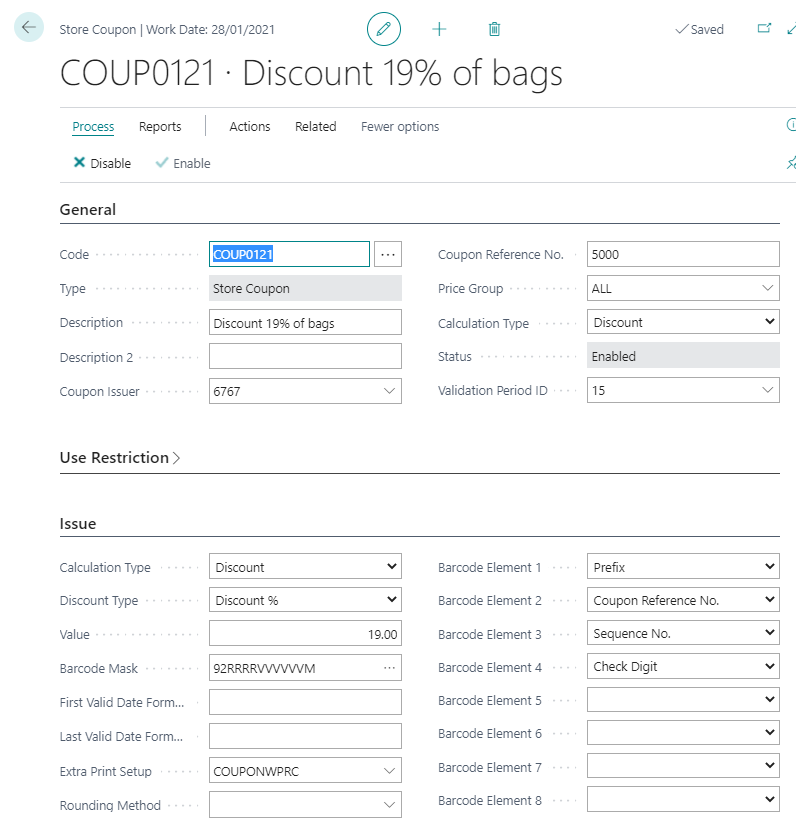 Store Coupon | Work Date: 28/01/2021
Saved
COUP0121 · Discount 19% of bags
Process Reports Actions Related Fewer options
Disable Enable
General
Code COUP0121 ... Coupon Reference No. 5000
Type Store Coupon Price Group ALL
Description Discount 19% of bags Calculation Type Discount
Description 2 Status Enabled
Coupon Issuer 6767 Validation Period ID 15
Use Restriction
Issue
Calculation Type Discount Barcode Element 1 Prefix
Discount Type Discount % Barcode Element 2 Coupon Reference No.
Value 19.00 Barcode Element 3 Sequence No.
Barcode Mask 92RRRRVVVVVVM ... Barcode Element 4 Check Digit
First Valid Date Form... Barcode Element 5
Last Valid Date Form... Barcode Element 6
Extra Print Setup COUPONWPRC Barcode Element 7
Rounding Method Barcode Element 8